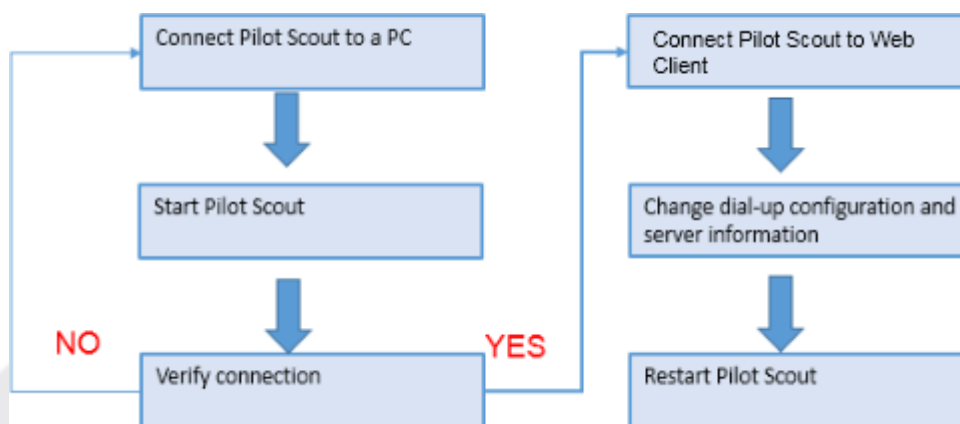 Connect Pilot Scout to a PC
Start Pilot Scout
NO
Verify connection
YES
Connect Pilot Scout to Web
Client
Change dial-up configuration and
server information
Restart Pilot Scout